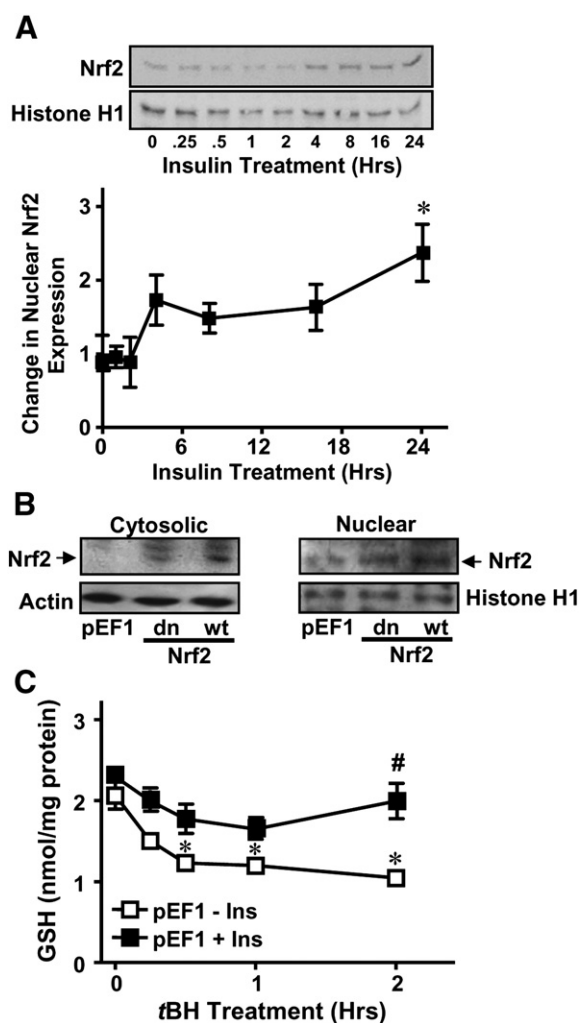 A
Nrf2
Histone H1
0 .25 .5 1 2 4 8 16 24
Insulin Treatment (Hrs)
Change in Nuclear Nrf2
Expression
3
*
2
1
0
0 6 12 18 24
Insulin Treatment (Hrs)
B
Cytosolic Nuclear
Nrf2 Nrf2
Actin Histone H1
pEF1 dn wt pEF1 dn wt
Nrf2 Nrf2
C
GSH (nmol/mg protein)
3
#
2
* * *
1
pEF1 - Ins
pEF1 + Ins
0
0 1 2
tBH Treatment (Hrs)